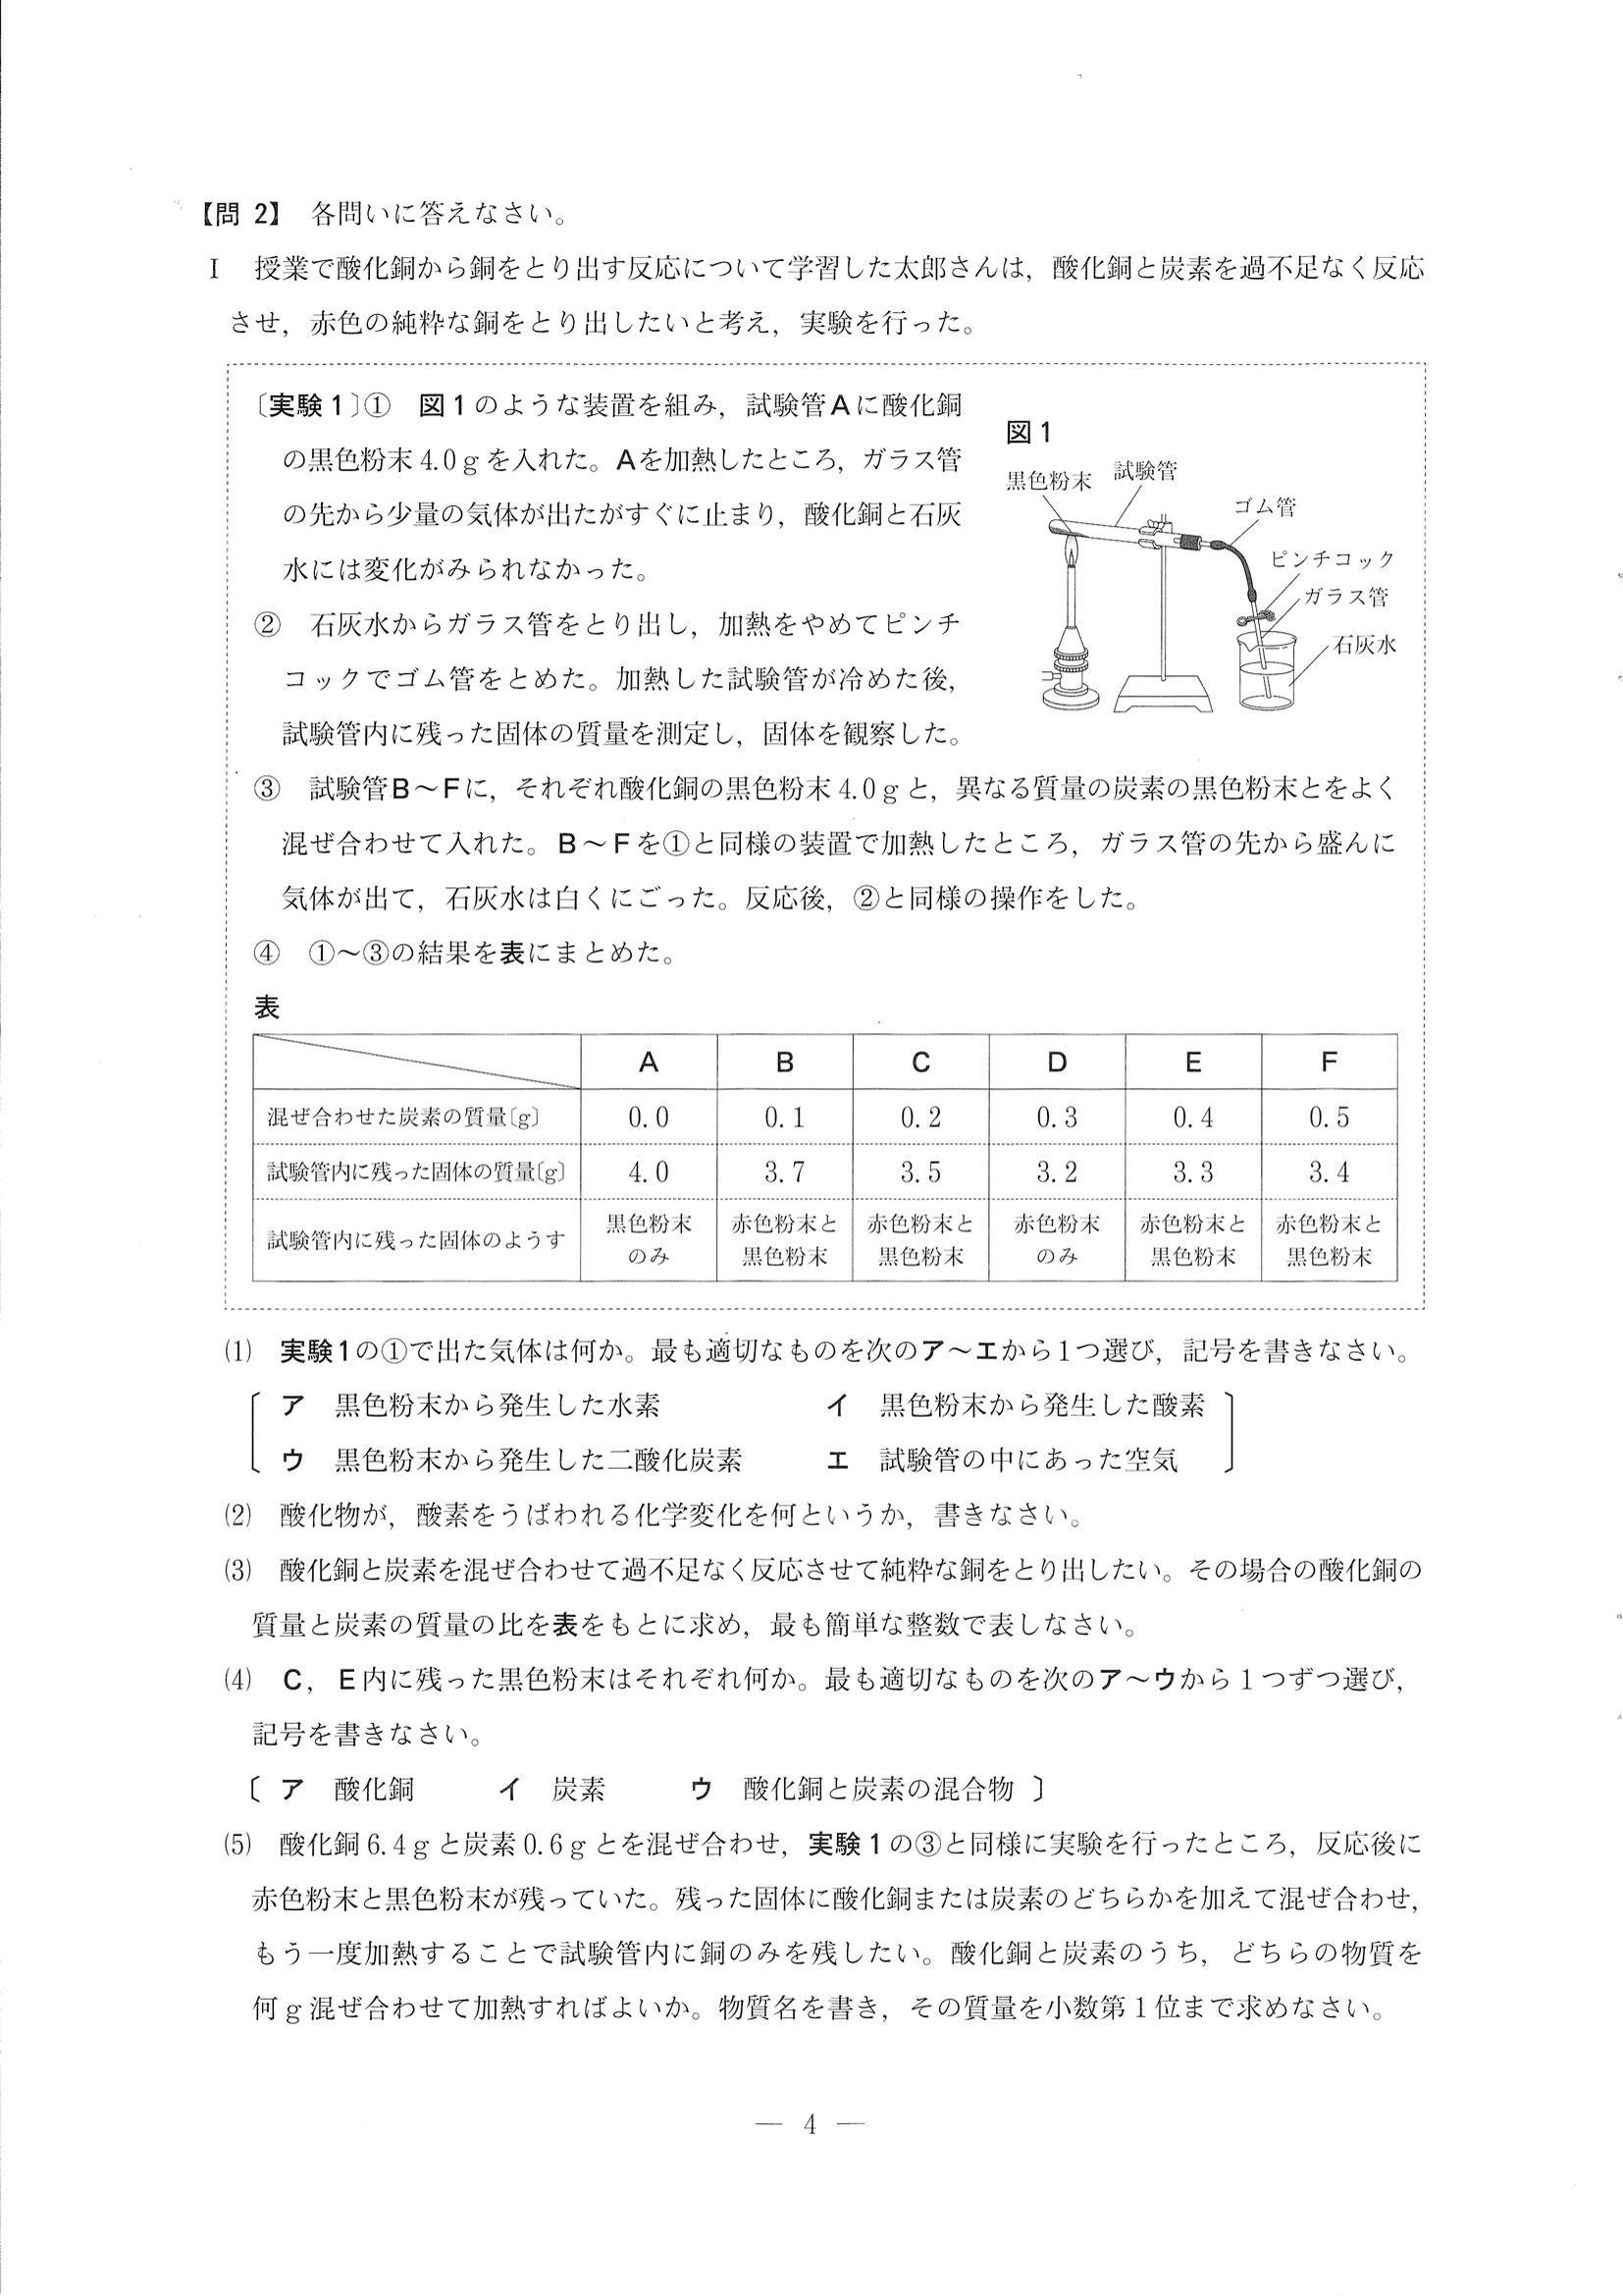 【問 2】　各問いに答えなさい。
Ⅰ　授業で酸化銅から銅をとり出す反応について学習した太郎さんは，酸化銅と炭素を過不足なく反応
させ，赤色の純粋な銅をとり出したいと考え，実験を行った。
〔実験1〕①　図1のような装置を組み，試験管Aに酸化銅
の黒色粉末 4.0 g を入れた。Aを加熱したところ，ガラス管
の先から少量の気体が出たがすぐに止まり，酸化銅と石灰
水には変化がみられなかった。
②　石灰水からガラス管をとり出し，加熱をやめてピンチ
コックでゴム管をとめた。加熱した試験管が冷めた後，
試験管内に残った固体の質量を測定し，固体を観察した。
図1
黒色粉末
試験管
ゴム管
ピンチコック
ガラス管
石灰水
③　試験管B～Fに，それぞれ酸化銅の黒色粉末 4.0 g と，異なる質量の炭素の黒色粉末とをよく
混ぜ合わせて入れた。B～Fを①と同様の装置で加熱したところ，ガラス管の先から盛んに
気体が出て，石灰水は白くにごった。反応後，②と同様の操作をした。
④　①～③の結果を表にまとめた。
表
A B C D E F
混ぜ合わせた炭素の質量〔g〕 0.0 0.1 0.2 0.3 0.4 0.5
試験管内に残った固体の質量〔g〕 4.0 3.7 3.5 3.2 3.3 3.4
試験管内に残った固体のようす 黒色粉末のみ 赤色粉末と黒色粉末 赤色粉末と黒色粉末 赤色粉末のみ 赤色粉末と黒色粉末 赤色粉末と黒色粉末
(1)　実験1の①で出た気体は何か。最も適切なものを次のア～エから1つ選び，記号を書きなさい。
ア　黒色粉末から発生した水素　　イ　黒色粉末から発生した酸素
ウ　黒色粉末から発生した二酸化炭素　　エ　試験管の中にあった空気
(2)　酸化物が，酸素をうばわれる化学変化を何というか，書きなさい。
(3)　酸化銅と炭素を混ぜ合わせて過不足なく反応させて純粋な銅をとり出したい。その場合の酸化銅の
質量と炭素の質量の比を表をもとに求め，最も簡単な整数で表しなさい。
(4)　C，E内に残った黒色粉末はそれぞれ何か。最も適切なものを次のア～ウから1つずつ選び，
記号を書きなさい。
〔 ア　酸化銅　　イ　炭素　　ウ　酸化銅と炭素の混合物 〕
(5)　酸化銅 6.4 g と炭素 0.6 g とを混ぜ合わせ，実験1の③と同様に実験を行ったところ，反応後に
赤色粉末と黒色粉末が残っていた。残った固体に酸化銅または炭素のどちらかを加えて混ぜ合わせ，
もう一度加熱することで試験管内に銅のみを残したい。酸化銅と炭素のうち，どちらの物質を
何 g 混ぜ合わせて加熱すればよいか。物質名を書き，その質量を小数第1位まで求めなさい。
― 4 ―